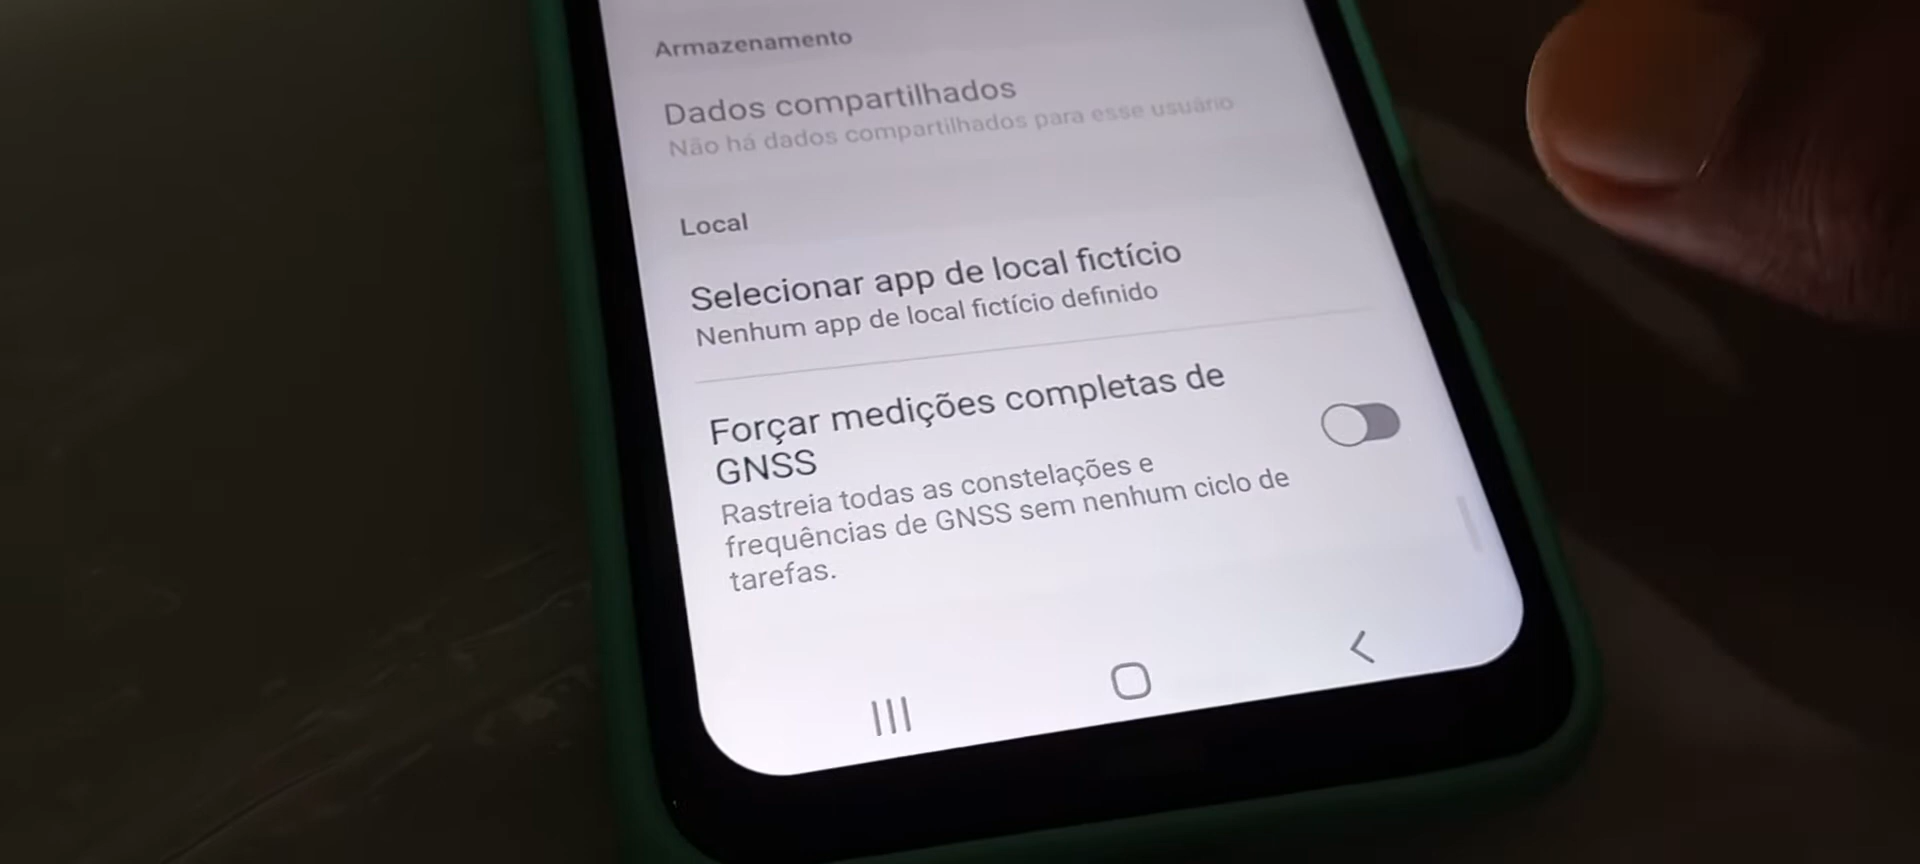 Armazenamento
Dados compartilhados
Não há dados compartilhados para esse usuário
Local
Selecionar app de local fictício
Nenhum app de local fictício definido
Forçar medições completas de
GNSS
Rastreia todas as constelações e
frequências de GNSS sem nenhum ciclo de
tarefas.